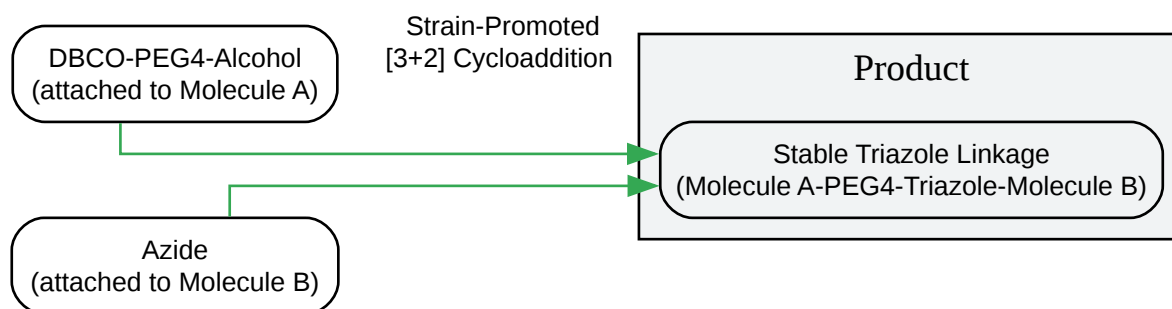 DBCO-PEG4-Alcohol
(attached to Molecule A)
Strain-Promoted
[3+2] Cycloaddition
Product
Stable Triazole Linkage
(Molecule A-PEG4-Triazole-Molecule B)
Azide
(attached to Molecule B)